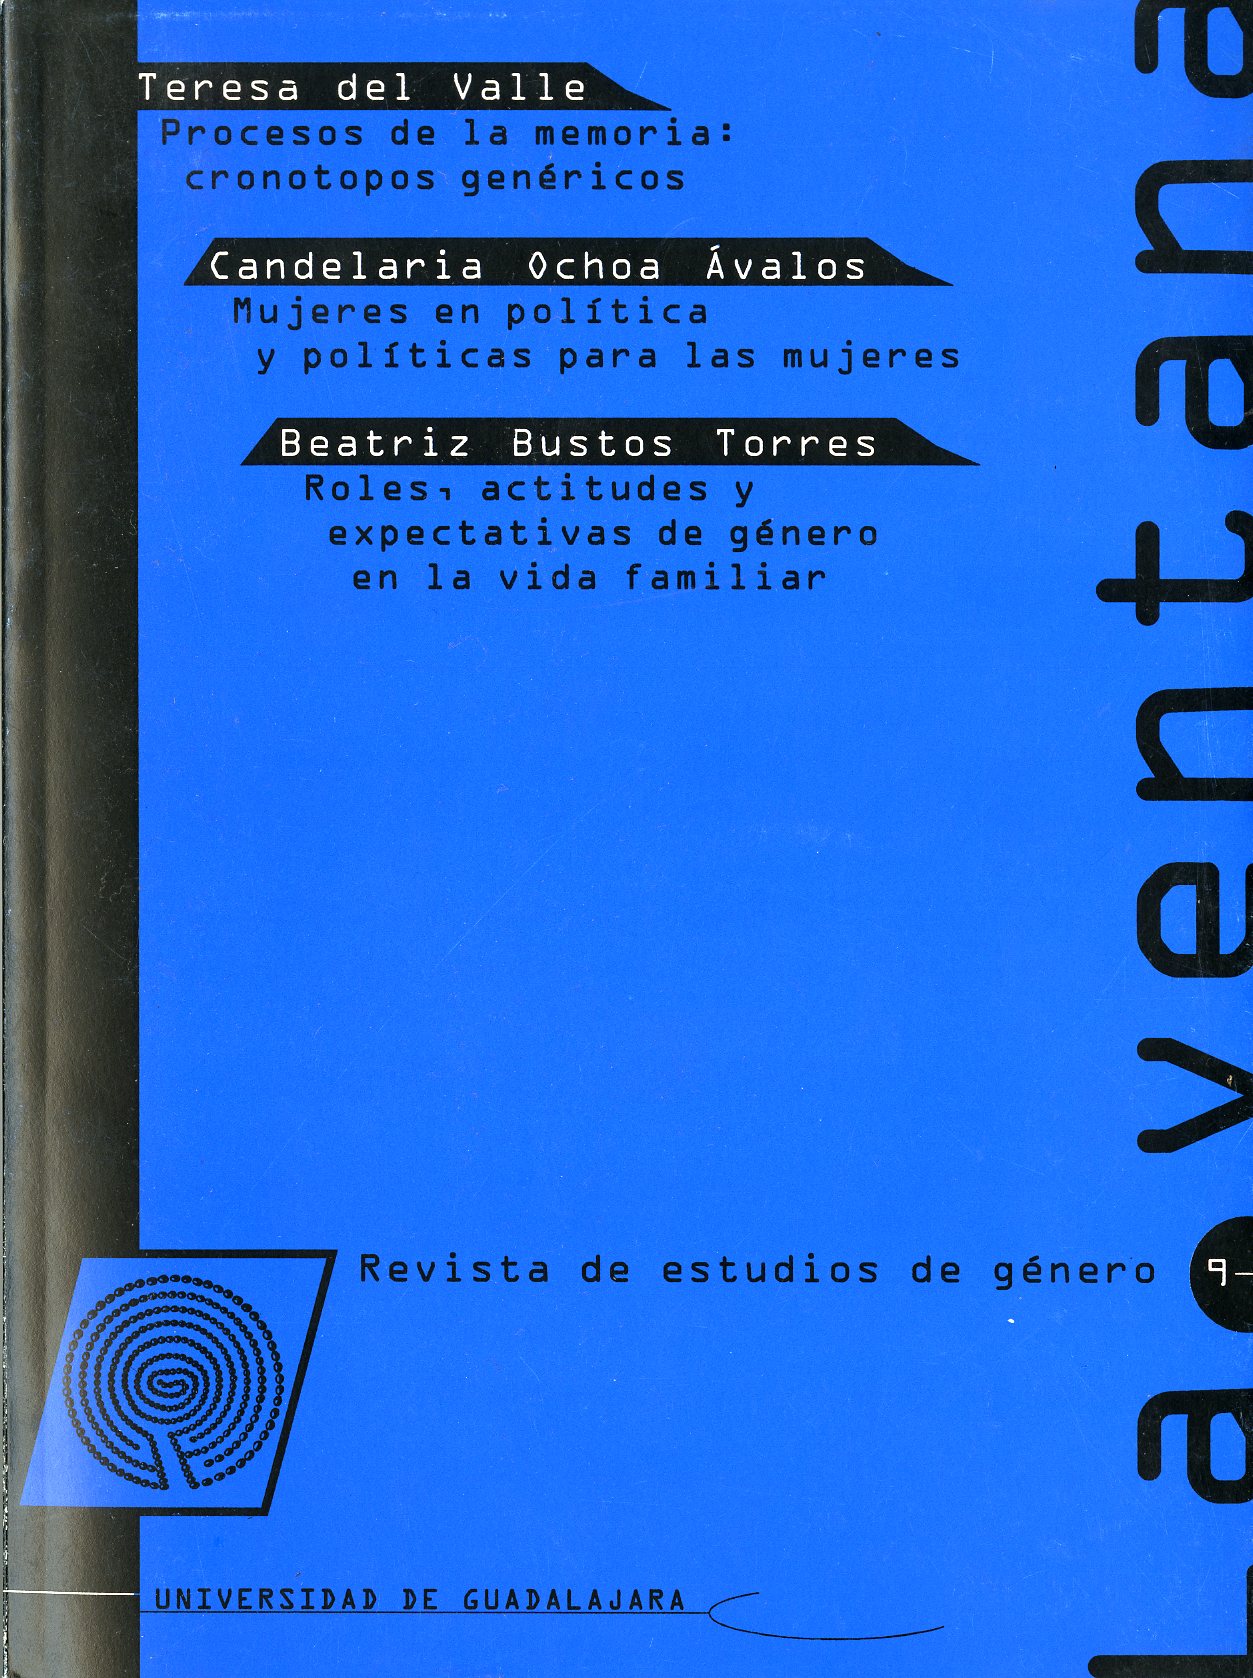 Teresa del Valle
Procesos de la memoria:
cronotopos genéricos
Candelaria Ochoa Ávalos
Mujeres en política
y políticas para las mujeres
Beatriz Bustos Torres
Roles, actitudes y
expectativas de género
en la vida familiar
La ventana
Revista de estudios de género
9
UNIVERSIDAD DE GUADALAJARA